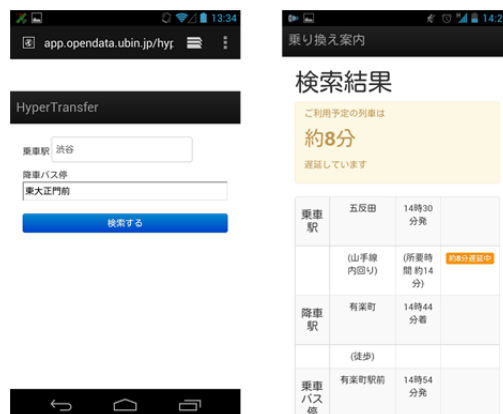 13:34
app.opendata.ubin.jp/hyp
HyperTransfer
乗車駅 渋谷
降車バス停
東大正門前
検索する
14:2
乗り換え案内
検索結果
ご利用予定の列車は
約8分
遅延しています
乗車
駅
五反田
14時30
分発
(山手線
内回り)
(所要時
間 約14
分)
約8分遅延中
降車
駅
有楽町
14時44
分着
(徒歩)
乗車
バス
停
有楽町駅前
14時54
分発